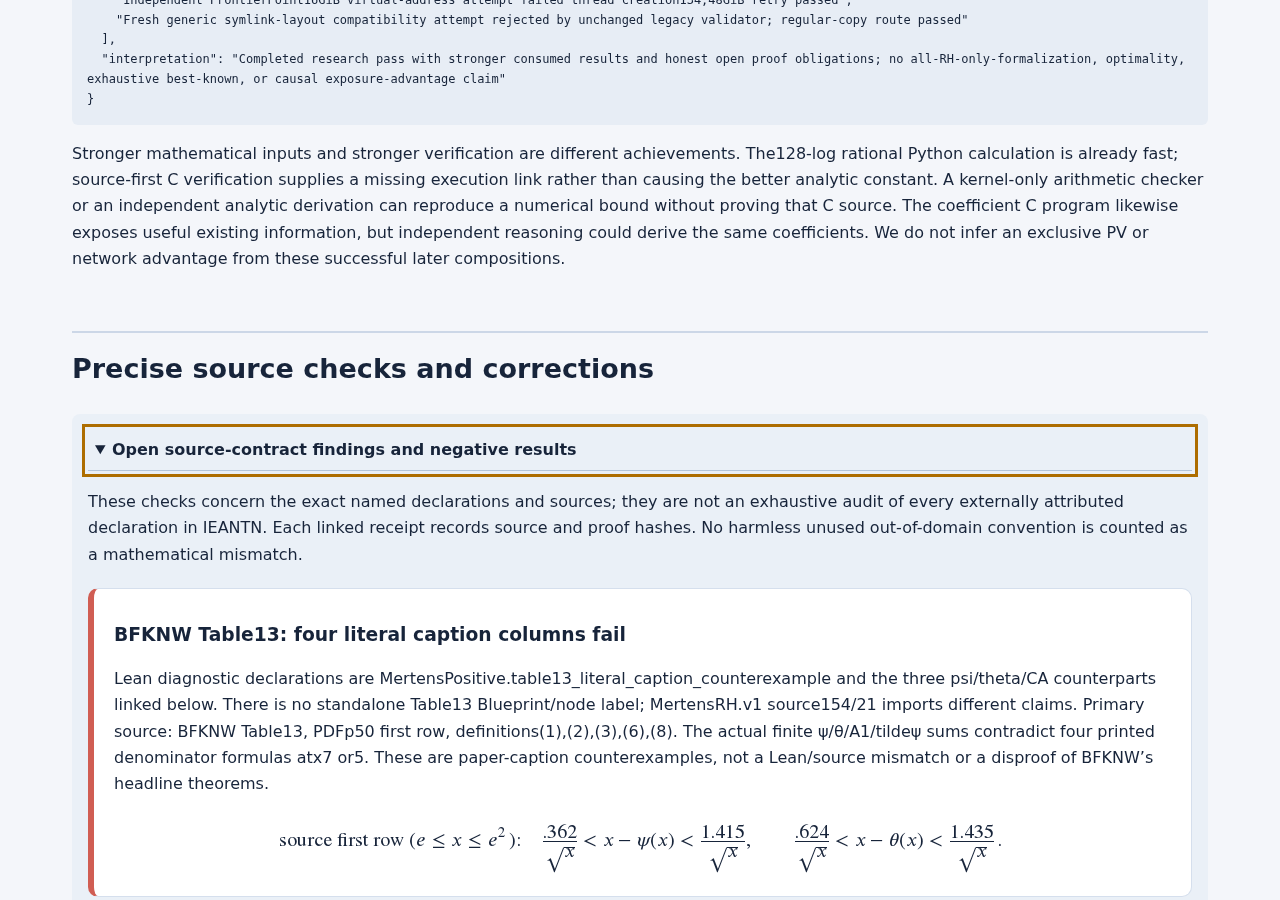 "Independent FrontierPoint16GiB virtual-address attempt failed thread creation154;48GiB retry passed",
"Fresh generic symlink-layout compatibility attempt rejected by unchanged legacy validator; regular-copy route passed"
],
"interpretation": "Completed research pass with stronger consumed results and honest open proof obligations; no all-RH-only-formalization, optimality,
exhaustive best-known, or causal exposure-advantage claim"
}
Stronger mathematical inputs and stronger verification are different achievements. The128-log rational Python calculation is already fast;
source-first C verification supplies a missing execution link rather than causing the better analytic constant. A kernel-only arithmetic checker
or an independent analytic derivation can reproduce a numerical bound without proving that C source. The coefficient C program likewise
exposes useful existing information, but independent reasoning could derive the same coefficients. We do not infer an exclusive PV or
network advantage from these successful later compositions.
Precise source checks and corrections
▼ Open source-contract findings and negative results
These checks concern the exact named declarations and sources; they are not an exhaustive audit of every externally attributed
declaration in IEANTN. Each linked receipt records source and proof hashes. No harmless unused out-of-domain convention is counted as
a mathematical mismatch.
BFKNW Table13: four literal caption columns fail
Lean diagnostic declarations are MertensPositive.table13_literal_caption_counterexample and the three psi/theta/CA counterparts
linked below. There is no standalone Table13 Blueprint/node label; MertensRH.v1 source154/21 imports different claims. Primary
source: BFKNW Table13, PDFp50 first row, definitions(1),(2),(3),(6),(8). The actual finite ψ/θ/A1/tildeψ sums contradict four printed
denominator formulas atx7 or5. These are paper-caption counterexamples, not a Lean/source mismatch or a disproof of BFKNW’s
headline theorems.
source first row (e ≤ x ≤ e²): .362/√x < x − ψ(x) < 1.415/√x, .624/√x < x − θ(x) < 1.435/√x.